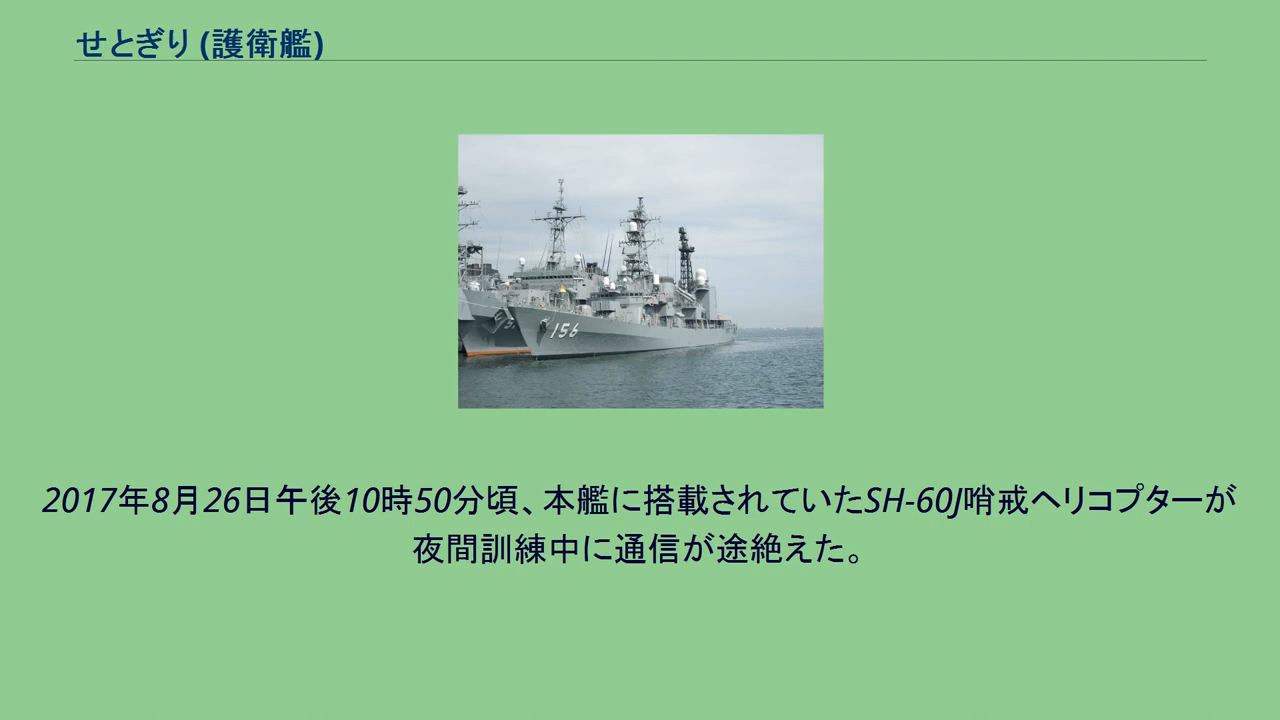 せとぎり (護衛艦)
156
2017年8月26日午後10時50分頃、本艦に搭載されていたSH-60J哨戒ヘリコプターが
夜間訓練中に通信が途絶えた。